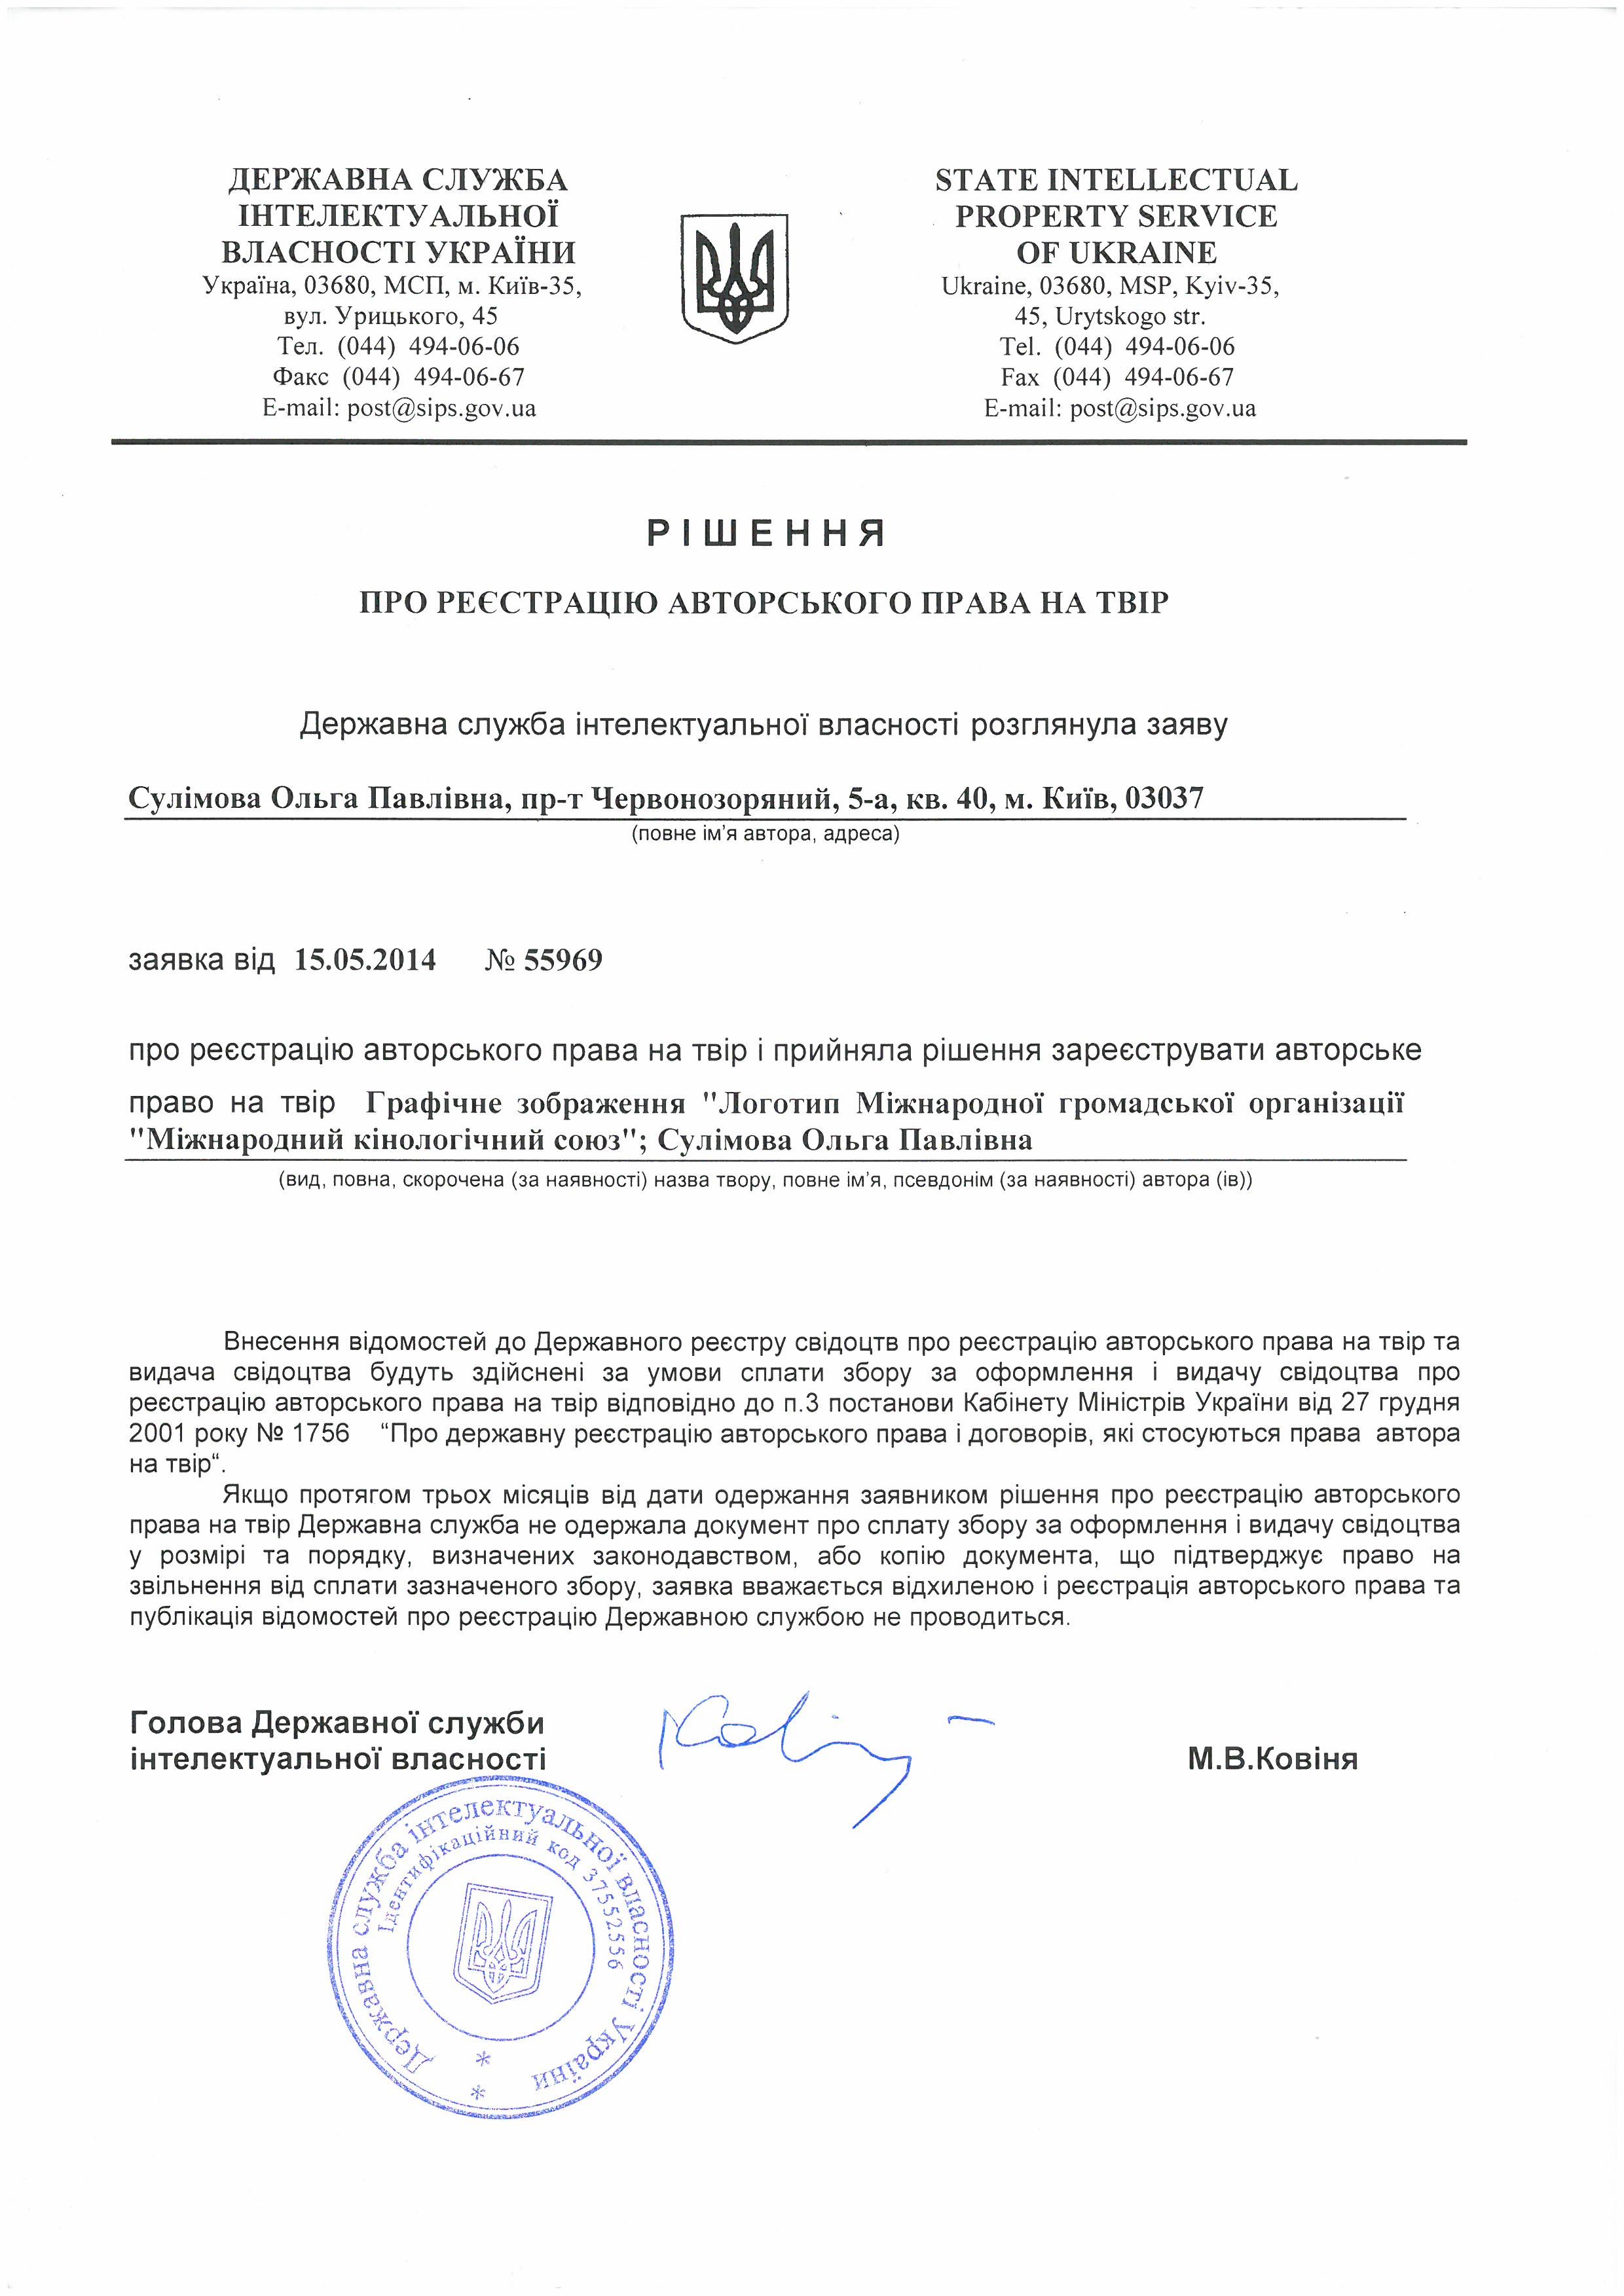 ДЕРЖАВНА СЛУЖБА
ІНТЕЛЕКТУАЛЬНОЇ
ВЛАСНОСТІ УКРАЇНИ
Україна, 03680, МСП, м. Київ-35,
вул. Урицького, 45
Тел. (044) 494-06-06
Факс (044) 494-06-67
E-mail: post@sips.gov.ua
STATE INTELLECTUAL
PROPERTY SERVICE
OF UKRAINE
Ukraine, 03680, MSP, Kyiv-35,
45, Urytskogo str.
Tel. (044) 494-06-06
Fax (044) 494-06-67
E-mail: post@sips.gov.ua
Р І Ш Е Н Н Я
ПРО РЕЄСТРАЦІЮ АВТОРСЬКОГО ПРАВА НА ТВІР
Державна служба інтелектуальної власності розглянула заяву
Сулімова Ольга Павлівна, пр-т Червонозоряний, 5-а, кв. 40, м. Київ, 03037
(повне ім'я автора, адреса)
заявка від 15.05.2014 № 55969
про реєстрацію авторського права на твір і прийняла рішення зареєструвати авторське
право на твір Графічне зображення "Логотип Міжнародної громадської організації
"Міжнародний кінологічний союз"; Сулімова Ольга Павлівна
(вид, повна, скорочена (за наявності) назва твору, повне ім'я, псевдонім (за наявності) автора (ів))
Внесення відомостей до Державного реєстру свідоцтв про реєстрацію авторського права на твір та
видача свідоцтва будуть здійснені за умови сплати збору за оформлення і видачу свідоцтва про
реєстрацію авторського права на твір відповідно до п.3 постанови Кабінету Міністрів України від 27 грудня
2001 року № 1756 “Про державну реєстрацію авторського права і договорів, які стосуються права автора
на твір“.
Якщо протягом трьох місяців від дати одержання заявником рішення про реєстрацію авторського
права на твір Державна служба не одержала документ про сплату збору за оформлення і видачу свідоцтва
у розмірі та порядку, визначених законодавством, або копію документа, що підтверджує право на
звільнення від сплати зазначеного збору, заявка вважається відхиленою і реєстрація авторського права та
публікація відомостей про реєстрацію Державною службою не проводиться.
Голова Державної служби
інтелектуальної власності
М.В.Ковіня
Державна служба інтелектуальної власності України
Ідентифікаційний код 37552556
* *